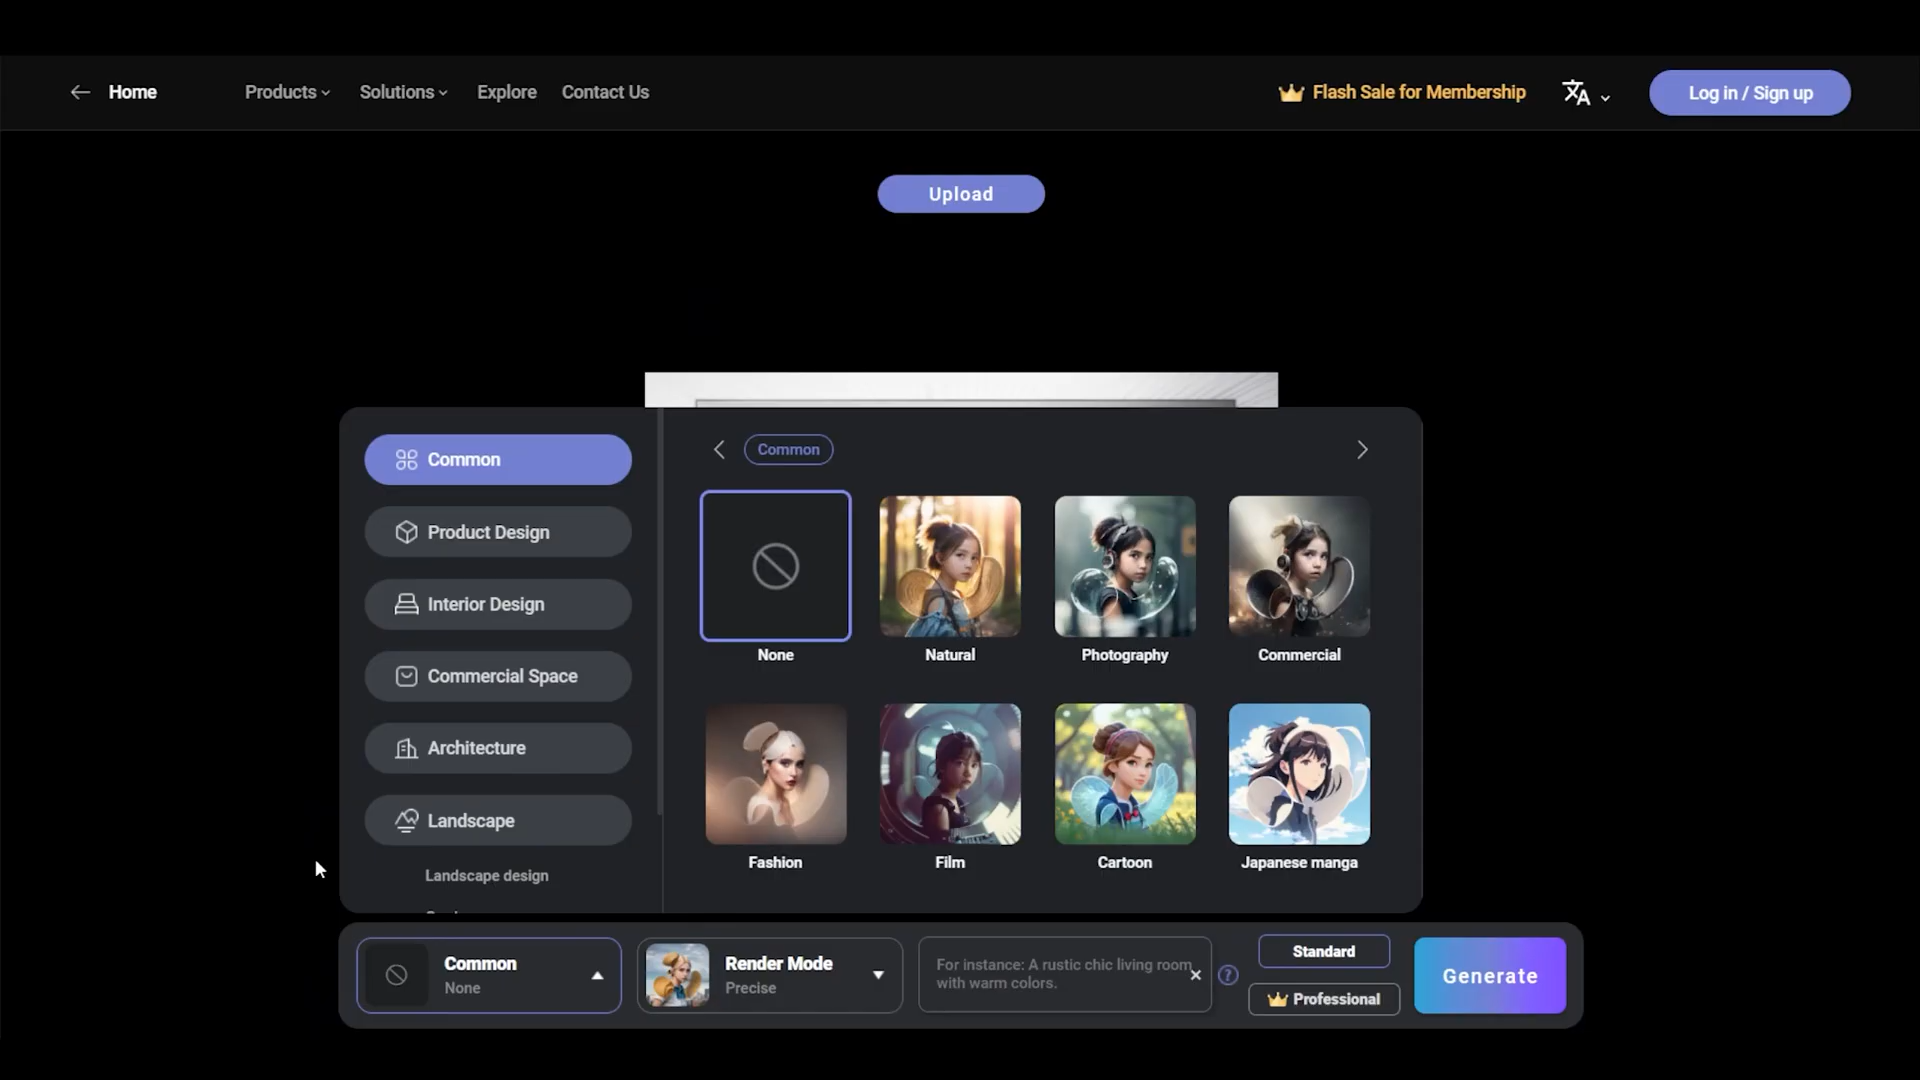 Home
Products
Solutions
Explore
Contact Us
Flash Sale for Membership
Log in / Sign up
Upload
Common
Product Design
Interior Design
Commercial Space
Architecture
Landscape
Landscape design
Common
None
Natural
Photography
Commercial
Fashion
Film
Cartoon
Japanese manga
Common
None
Render Mode
Precise
For instance: A rustic chic living room
with warm colors.
Standard
Professional
Generate